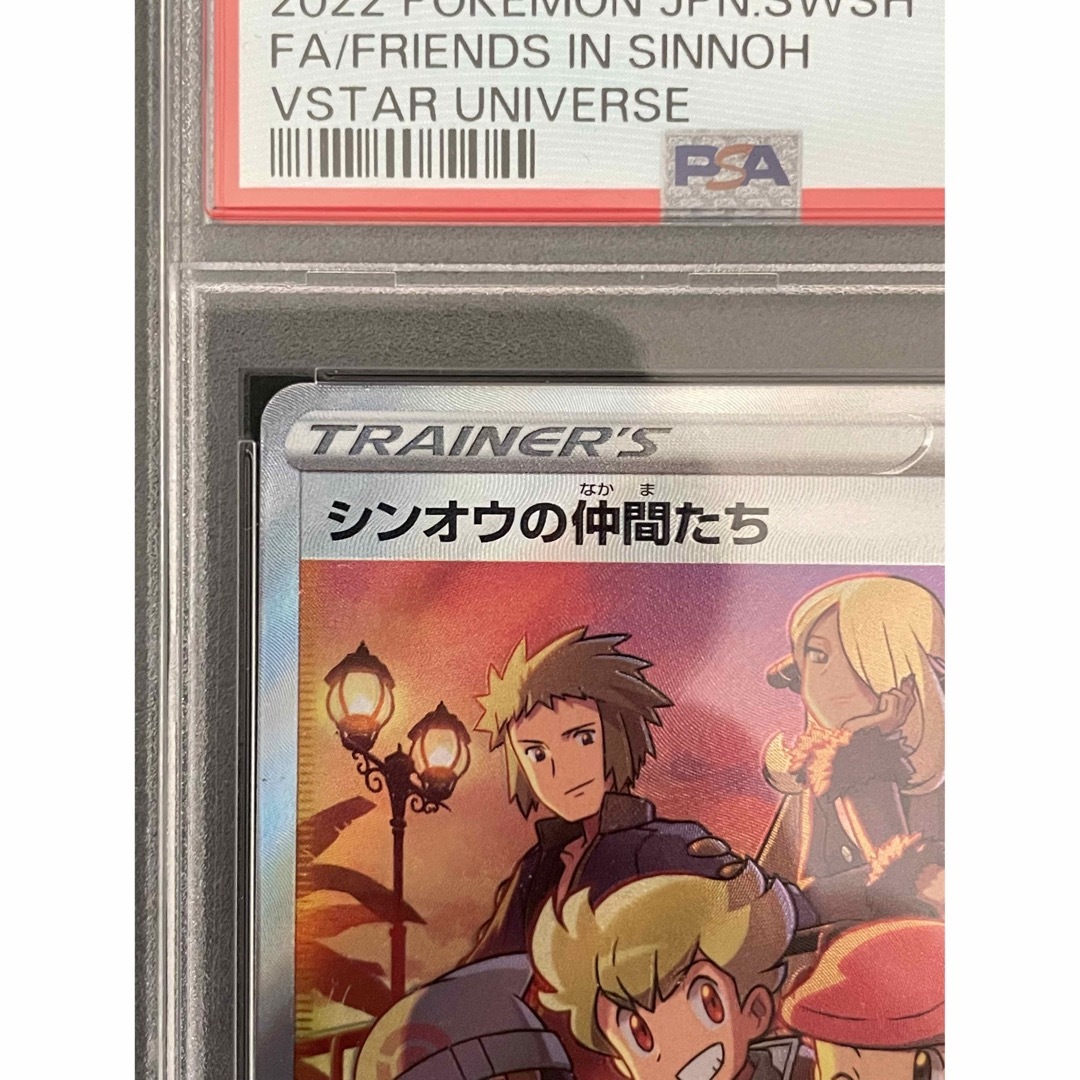 2022 POKEMON JPN.SWSH
FA/FRIENDS IN SINNOH
VSTAR UNIVERSE
PSA
TRAINER'S
なかま
シンオウの仲間たち